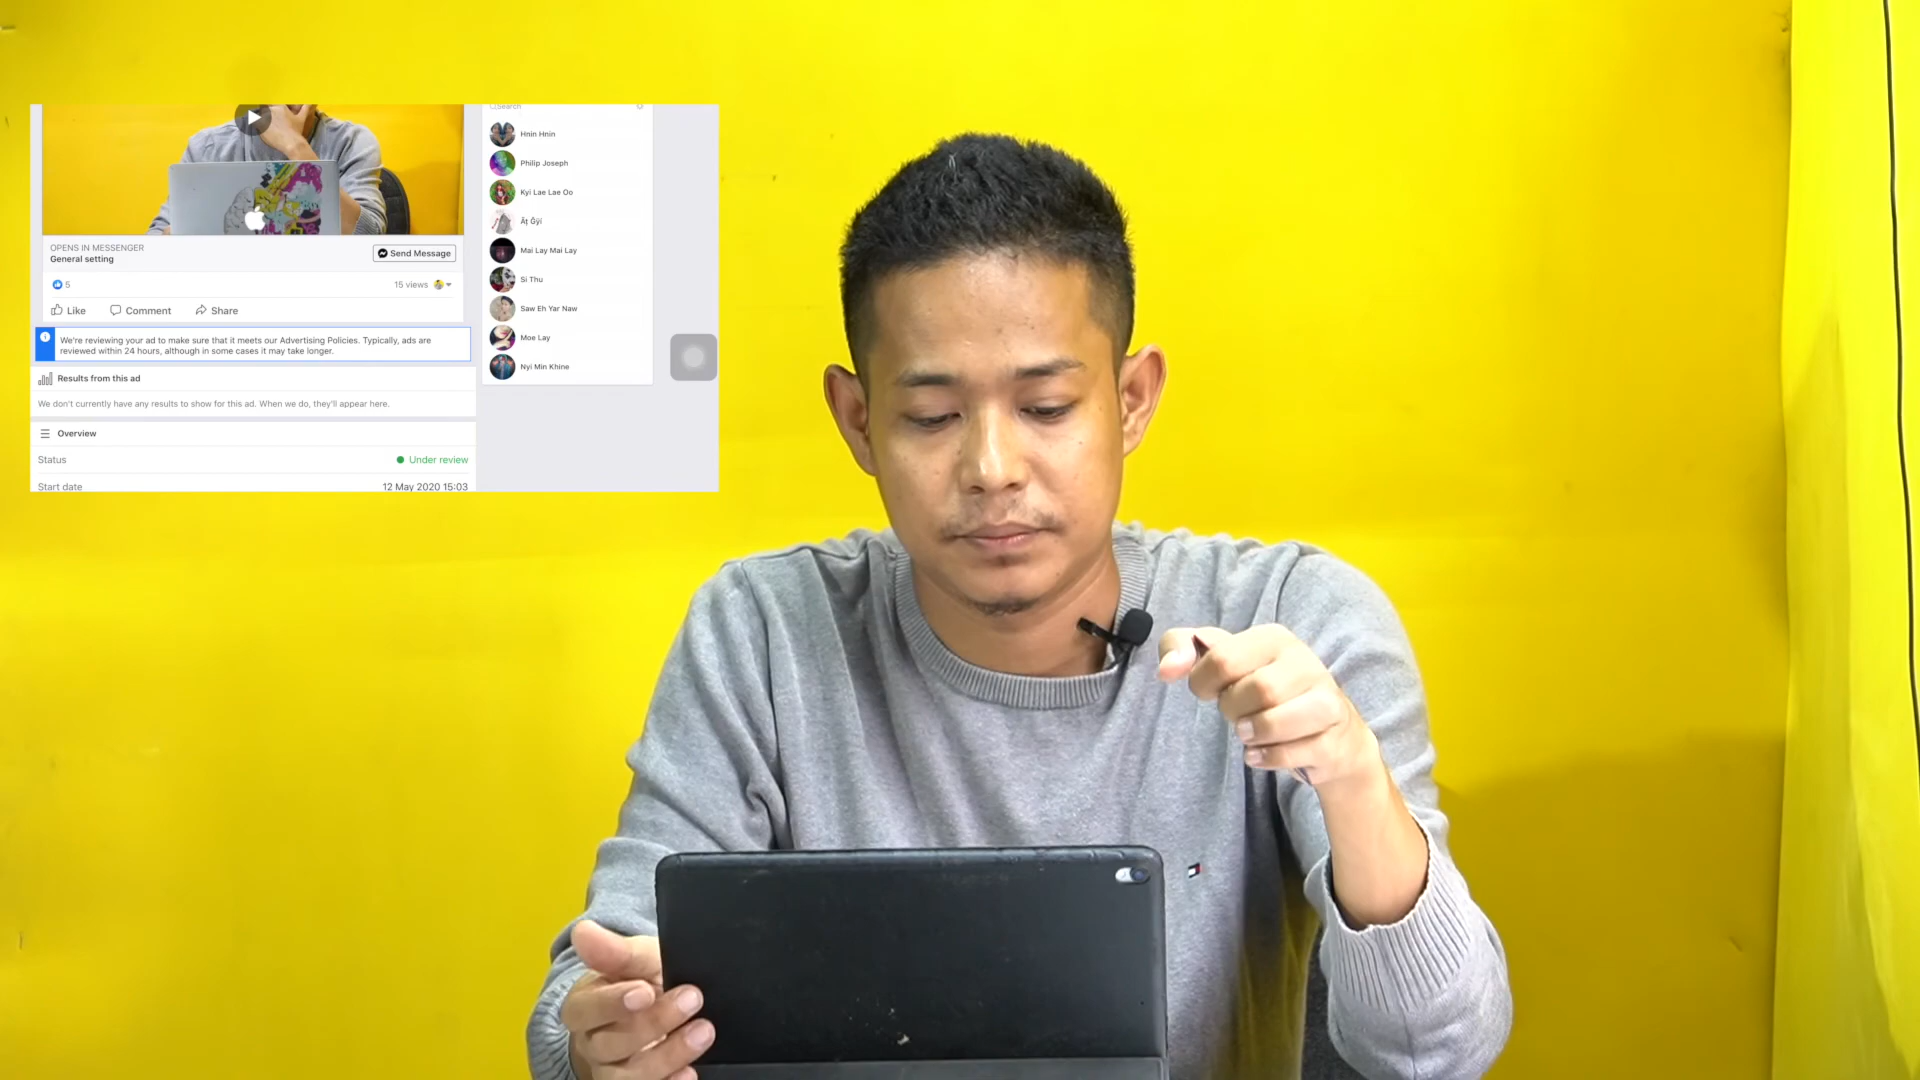 OPENS IN MESSENGER
General setting
Send Message
5
15 views
Like
Comment
Share
We're reviewing your ad to make sure that it meets our Advertising Policies. Typically, ads are
reviewed within 24 hours, although in some cases it may take longer.
Results from this ad
We don't currently have any results to show for this ad. When we do, they'll appear here.
Overview
Status
Under review
Start date
12 May 2020 15:03
Search
Hnin Hnin
Philip Joseph
Kyi Lae Lae Oo
Mai Lay Mai Lay
Si Thu
Saw Eh Yar Naw
Moe Lay
Nyi Min Khine